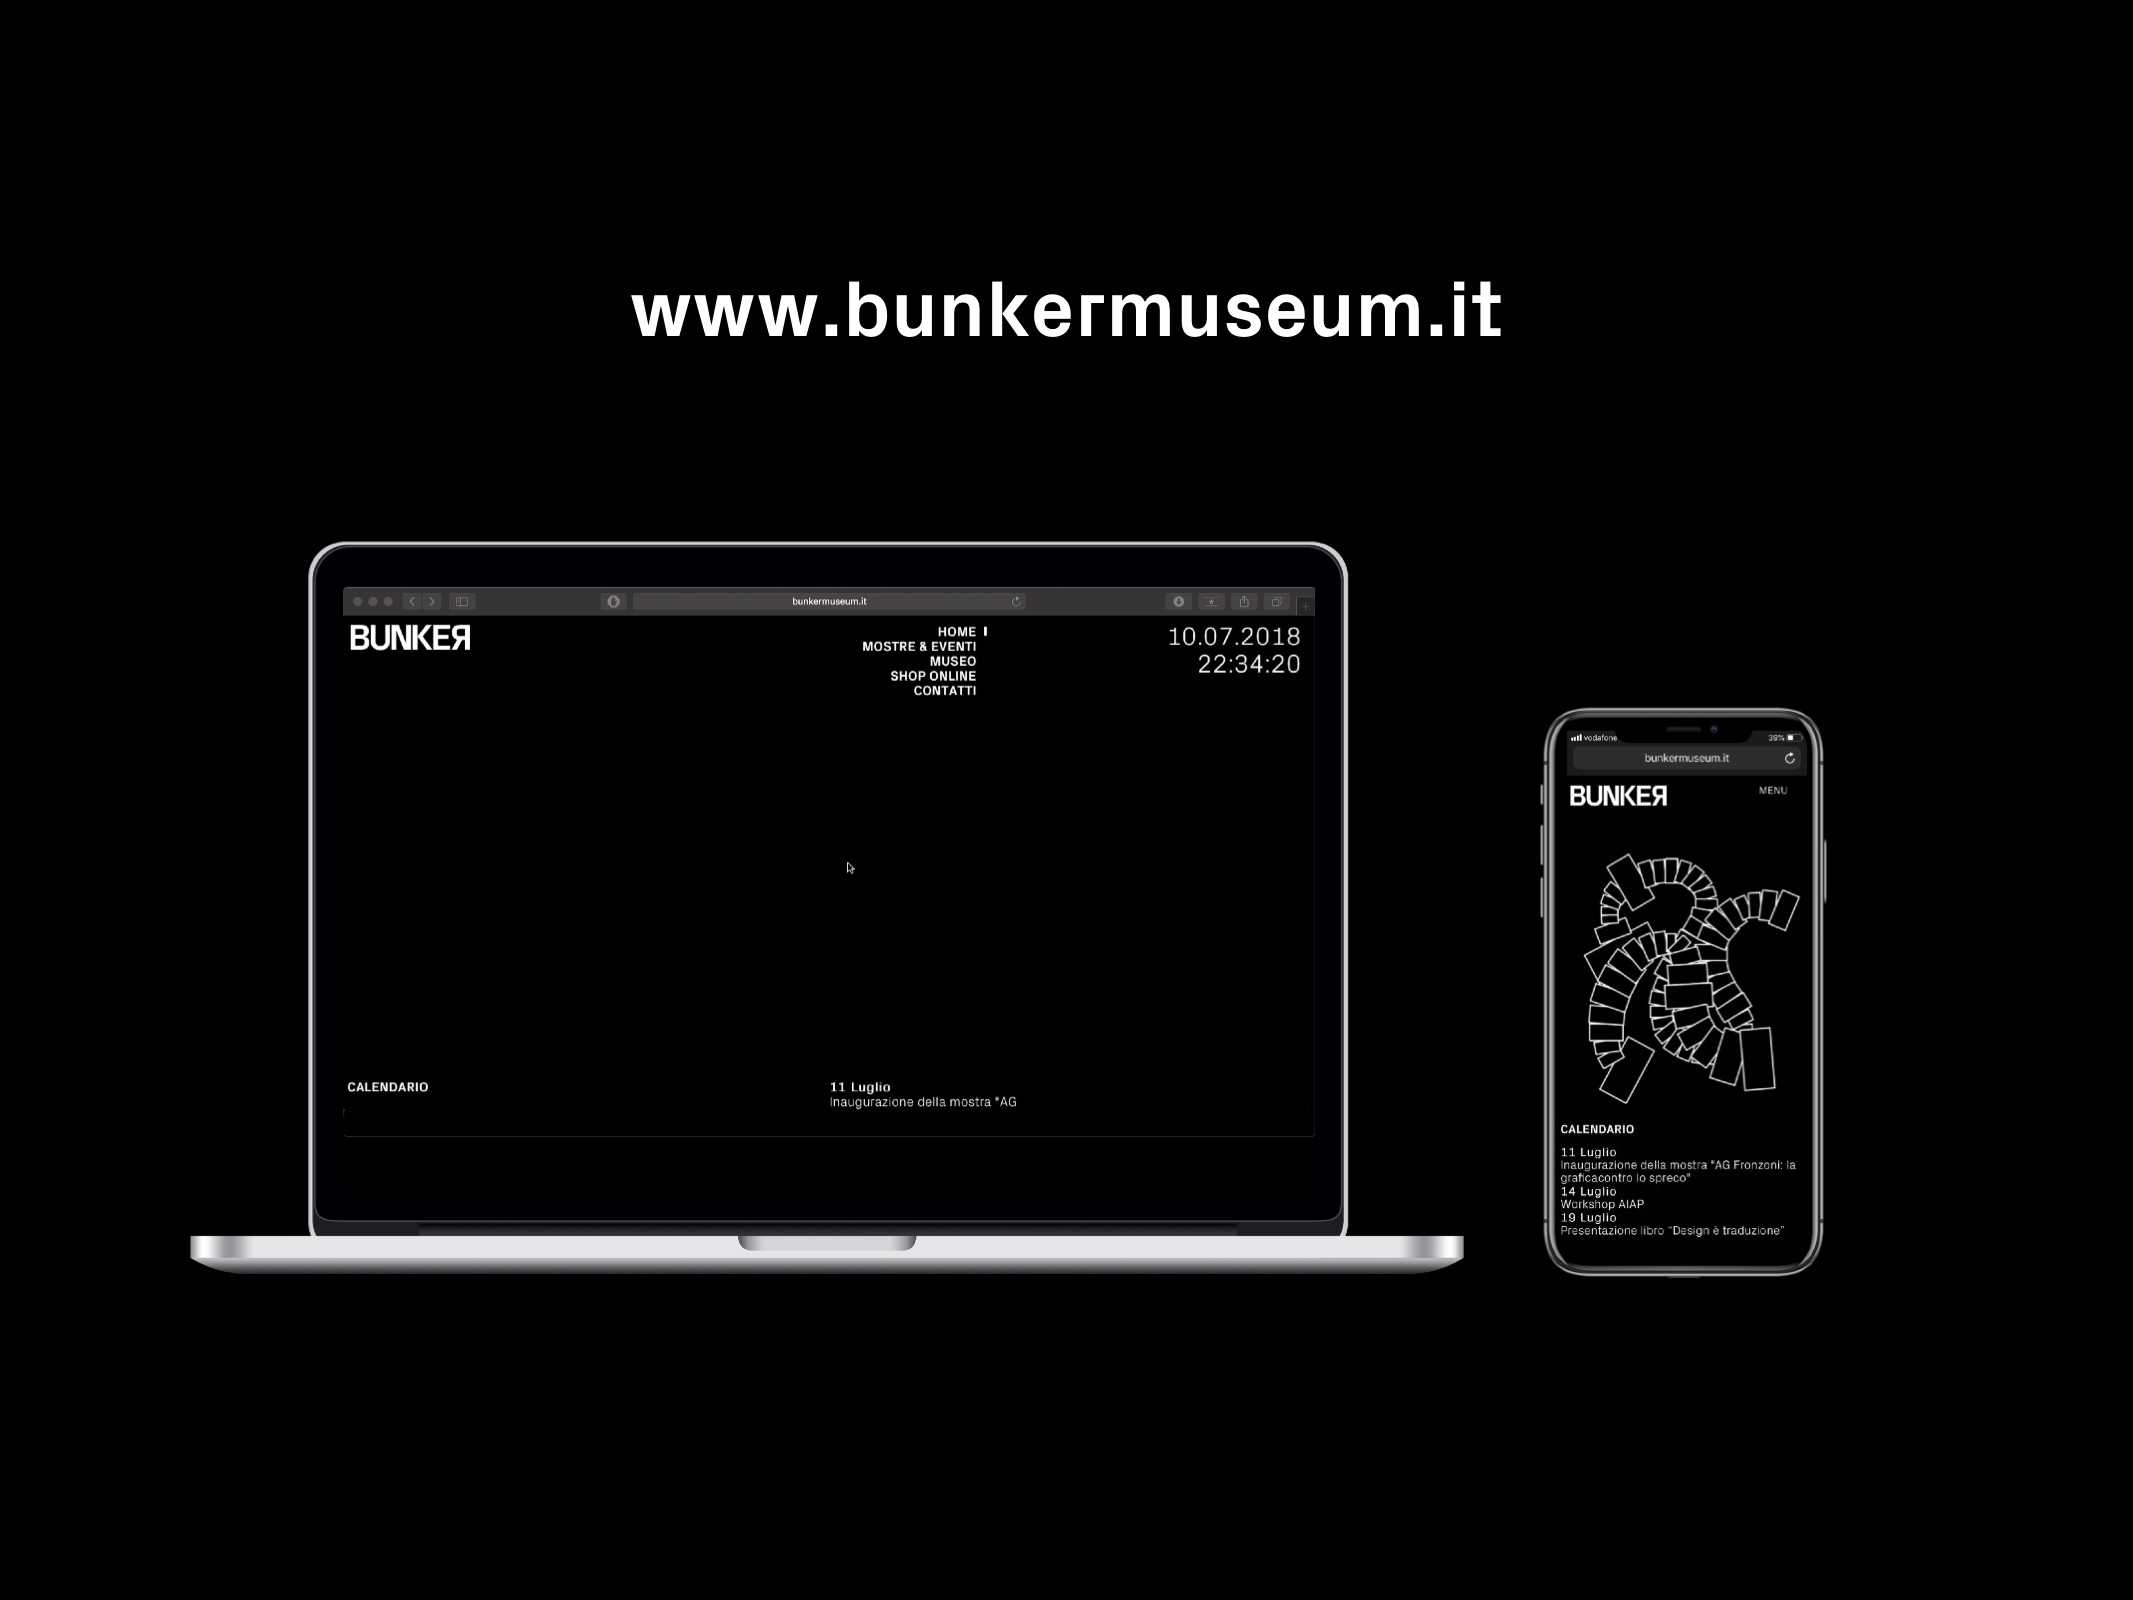 www.bunkermuseum.it
bunkermuseum.it
BUNKEЯ
HOME
MOSTRE & EVENTI
MUSEO
SHOP ONLINE
CONTATTI
10.07.2018
22:34:20
CALENDARIO
11 Luglio
Inaugurazione della mostra "AG
vodafone
39%
bunkermuseum.it
BUNKEЯ
MENU
CALENDARIO
11 Luglio
Inaugurazione della mostra "AG Fronzoni: la
graficacontro lo spreco"
14 Luglio
Workshop AIAP
19 Luglio
Presentazione libro "Design è traduzione"